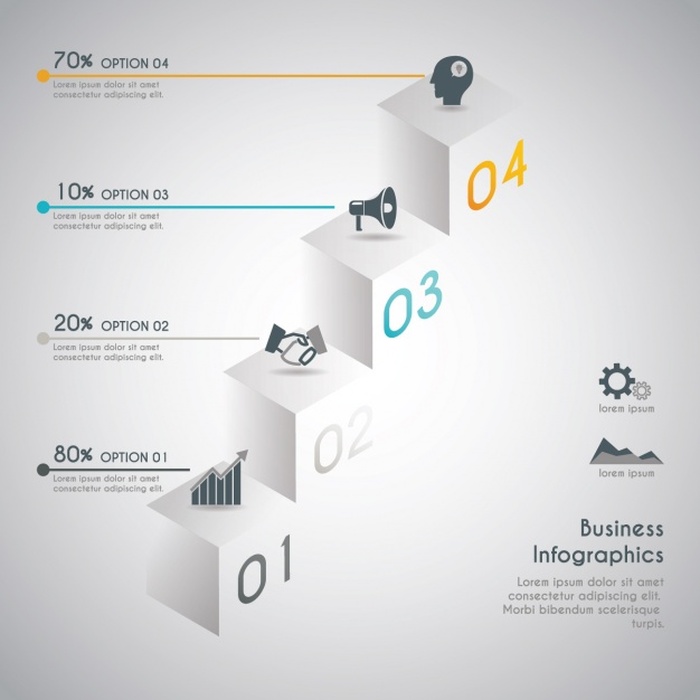 70% OPTION 04
Lorem ipsum dolor sit amet
consectetur adipiscing elit.
04
10% OPTION 03
Lorem ipsum dolor sit amet
consectetur adipiscing elit.
03
20% OPTION 02
Lorem ipsum dolor sit amet
consectetur adipiscing elit.
02
80% OPTION 01
Lorem ipsum dolor sit amet
consectetur adipiscing elit.
01
lorem ipsum
lorem ipsum
Business
Infographics
Lorem ipsum dolor sit amet
consectetur adipiscing elit.
Morbi bibendum scelerisque
turpis.